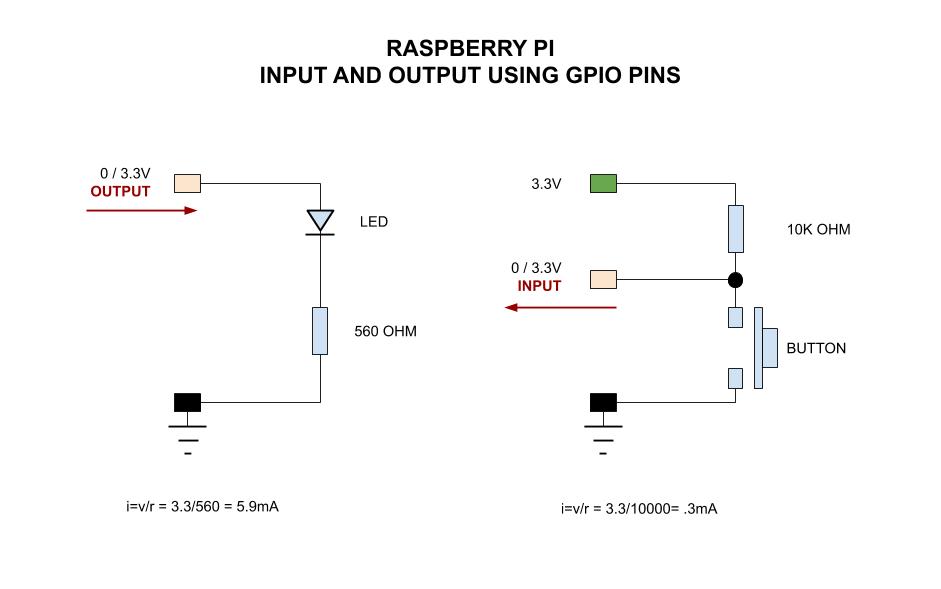 RASPBERRY PI
INPUT AND OUTPUT USING GPIO PINS
0 / 3.3V
OUTPUT
LED
560 OHM
i=v/r = 3.3/560 = 5.9mA
3.3V
10K OHM
0 / 3.3V
INPUT
BUTTON
i=v/r = 3.3/10000= .3mA